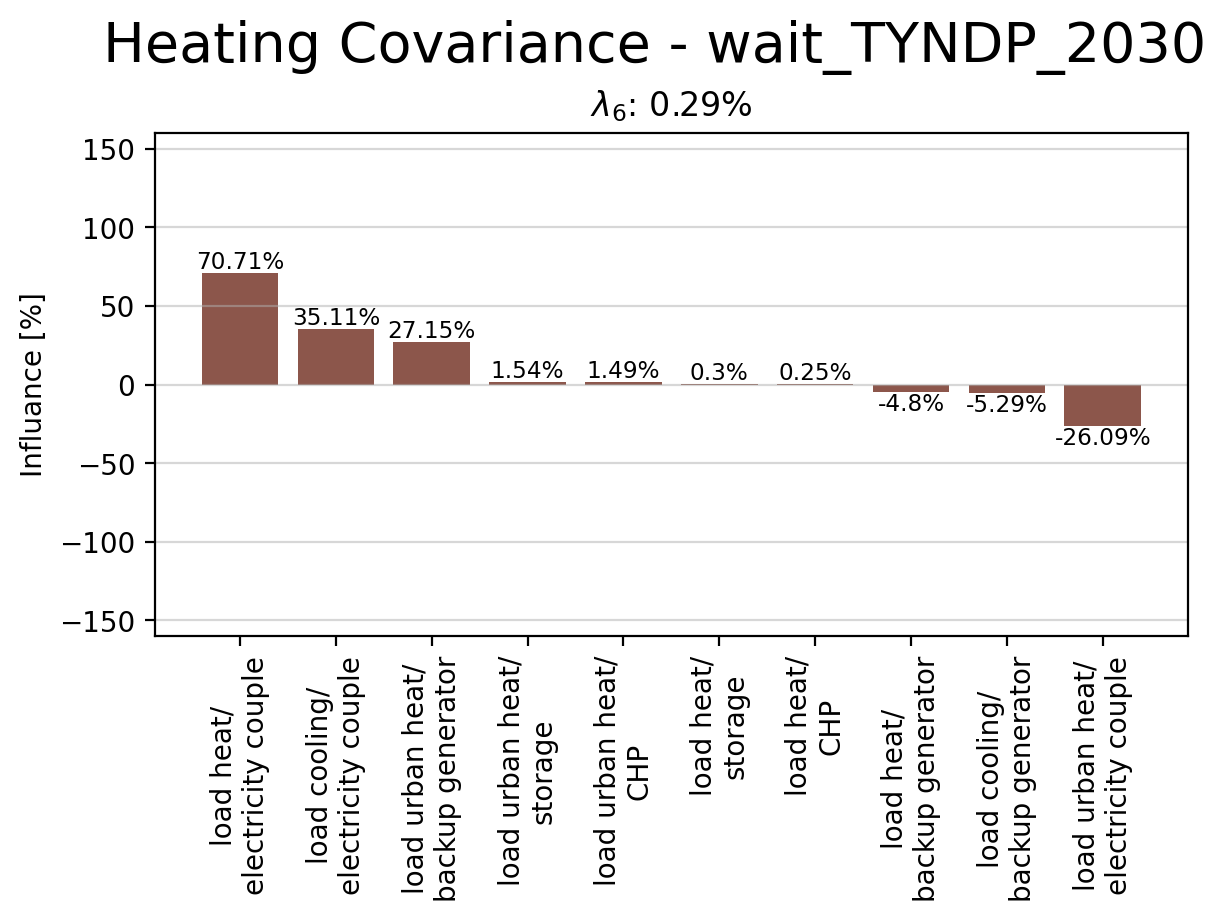 Heating Covariance - wait_TYNDP_2030
λ₆: 0.29%
Influance [%]
150
100
50
0
−50
−100
−150
70.71%
35.11%
27.15%
1.54%
1.49%
0.3%
0.25%
-4.8%
-5.29%
-26.09%
load heat/
electricity couple
load cooling/
electricity couple
load urban heat/
backup generator
load urban heat/
storage
load urban heat/
CHP
load heat/
storage
load heat/
CHP
load heat/
backup generator
load cooling/
backup generator
load urban heat/
electricity couple